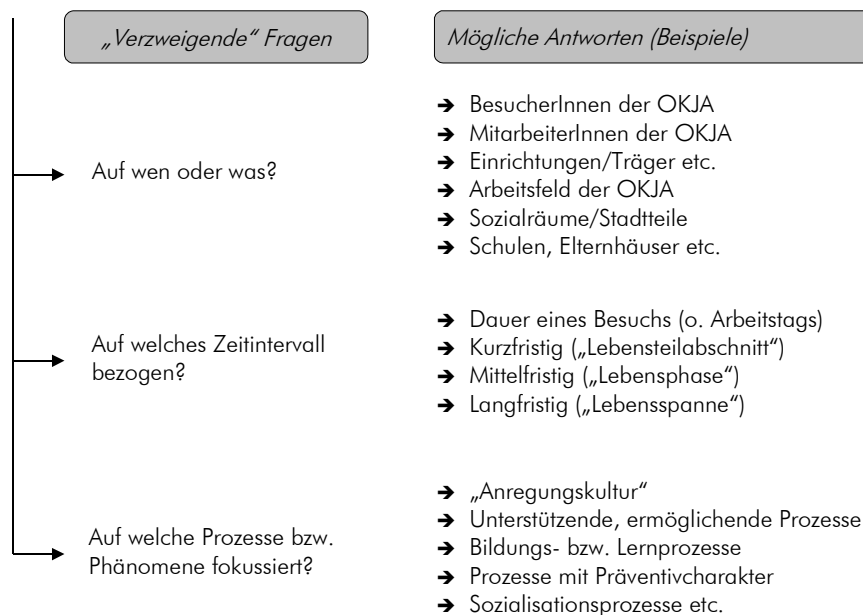 „Verzweigende“ Fragen
Mögliche Antworten (Beispiele)
Auf wen oder was?
➔ BesucherInnen der OKJA
➔ MitarbeiterInnen der OKJA
➔ Einrichtungen/Träger etc.
➔ Arbeitsfeld der OKJA
➔ Sozialräume/Stadtteile
➔ Schulen, Elternhäuser etc.
Auf welches Zeitintervall
bezogen?
➔ Dauer eines Besuchs (o. Arbeitstags)
➔ Kurzfristig („Lebensteilabschnitt“)
➔ Mittelfristig („Lebensphase“)
➔ Langfristig („Lebensspanne“)
Auf welche Prozesse bzw.
Phänomene fokussiert?
➔ „Anregungskultur“
➔ Unterstützende, ermöglichende Prozesse
➔ Bildungs- bzw. Lernprozesse
➔ Prozesse mit Präventivcharakter
➔ Sozialisationsprozesse etc.